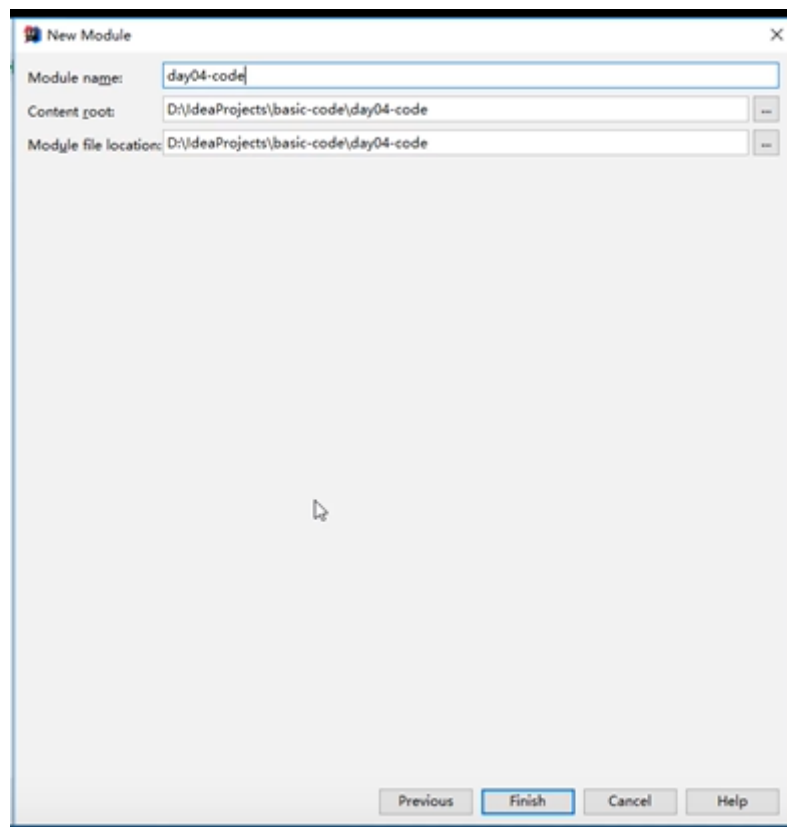 New Module
Module name: day04-code
Content root: D:\IdeaProjects\basic-code\day04-code ...
Module file location: D:\IdeaProjects\basic-code\day04-code ...
Previous Finish Cancel Help